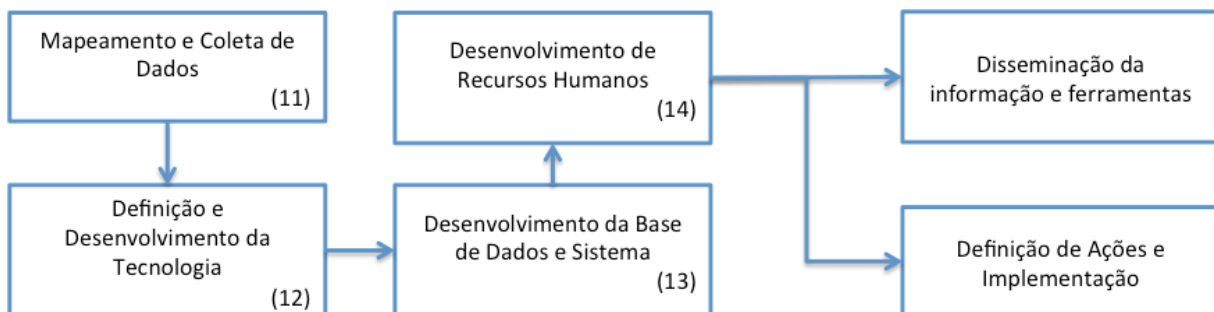 Mapeamento e Coleta de
Dados
(11)
Definição e
Desenvolvimento da
Tecnologia
(12)
Desenvolvimento da Base
de Dados e Sistema
(13)
Desenvolvimento de
Recursos Humanos
(14)
Disseminação da
informação e ferramentas
Definição de Ações e
Implementação